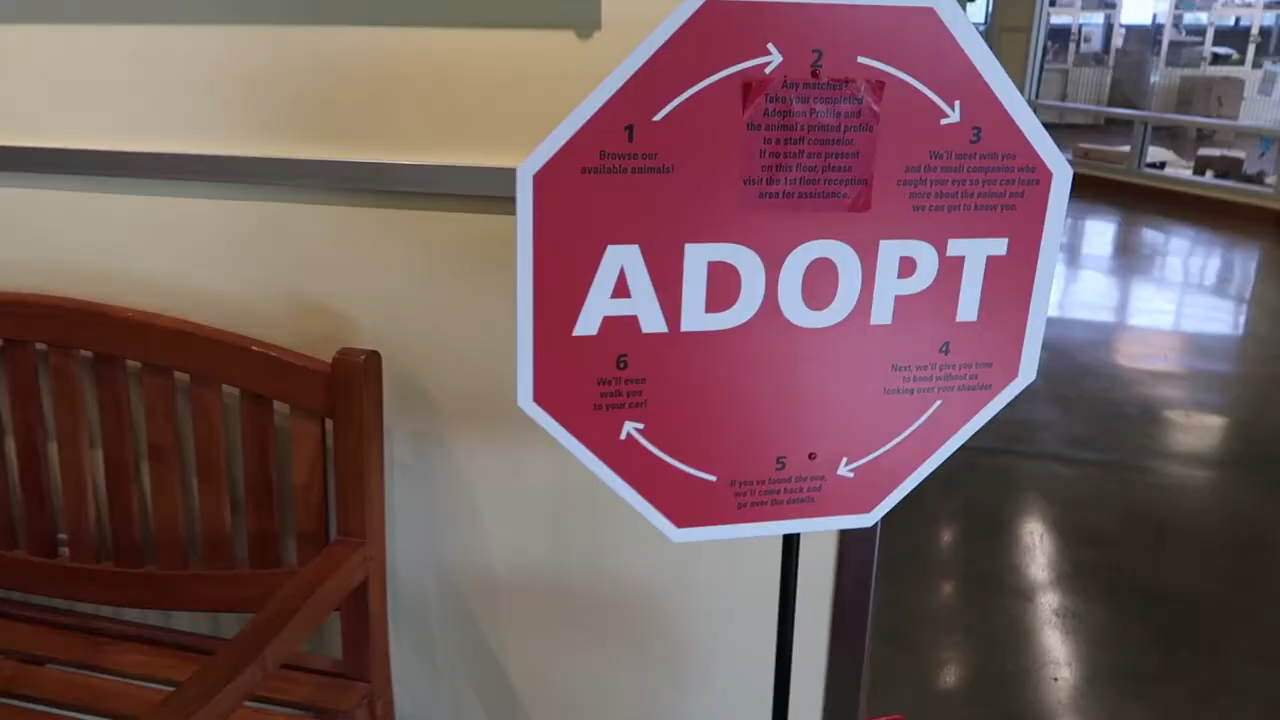 1
Browse our
available animals!
2
Any matches?
Take your completed
Adoption Profile and
the animal's printed profile
to a staff counselor.
If no staff are present
on this floor, please
visit the 1st floor reception
area for assistance.
3
We'll meet with you
and the small companion who
caught your eye so you can learn
more about the animal and
we can get to know you.
ADOPT
4
Next, we'll give you time
to bond without us
looking over your shoulder.
5
If you've found the one,
we'll come back and
go over the details.
6
We'll even
walk you
to your car!